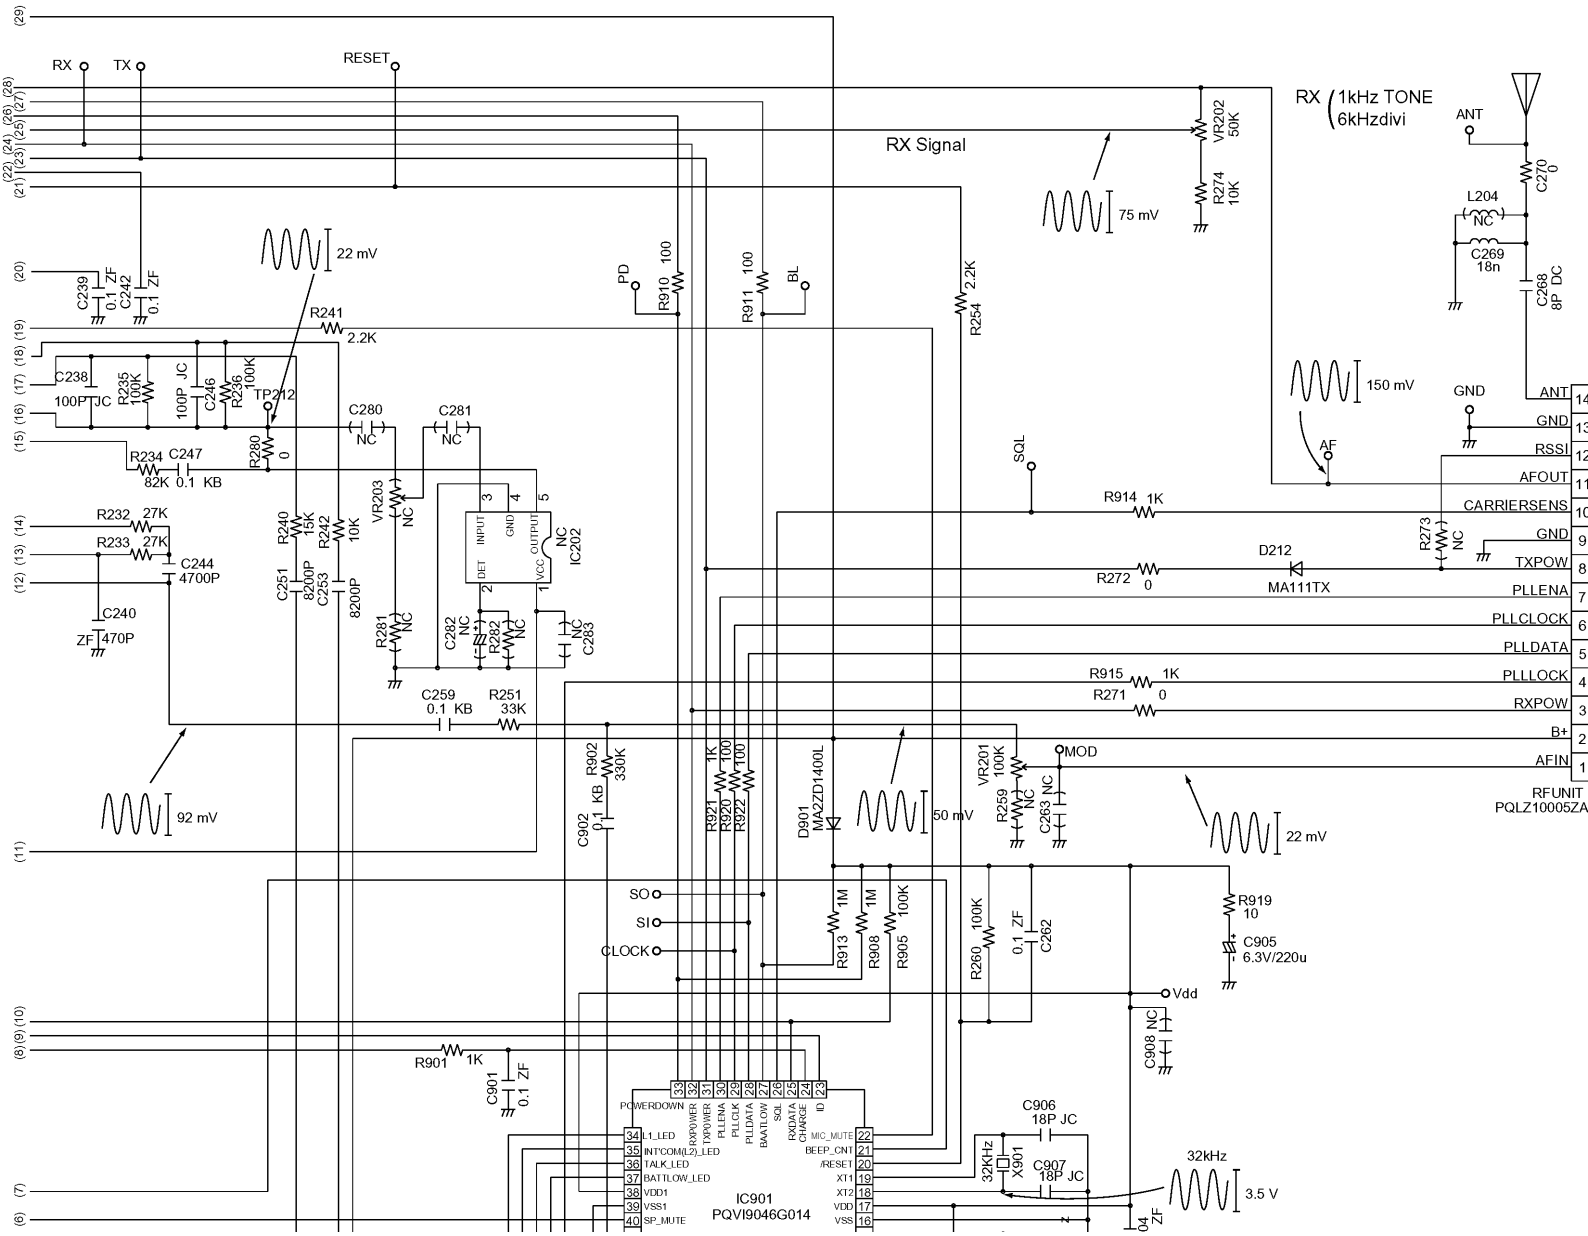 (29)
RX
TX
RESET
(28)
(27)
(26)
(25)
(24)
(23)
(22)
(21)
RX Signal
VR202
50K
R274
10K
75 mV
RX
1kHz TONE
6kHzdivi
ANT
C270
0
L204
NC
C269
18n
C268
8P DC
(20)
C239
0.1 ZF
C242
0.1 ZF
22 mV
PD
R910 100
R911 100
BL
2.2K
R254
(19)
R241
2.2K
(18)
(17)
C238
100P JC
R235
100K
100P JC
C246
R236
100K
TP212
(16)
(15)
R280
0
C280
NC
C281
NC
R234
82K
C247
0.1 KB
VR203
NC
150 mV
AF
GND
ANT 14
GND 13
RSSI 12
AFOUT 11
CARRIERSENS 10
GND 9
TXPOW 8
PLLENA 7
PLLCLOCK 6
PLLDATA 5
PLLLOCK 4
RXPOW 3
B+ 2
AFIN 1
RFUNIT
PQLZ10005ZA
SQL
R914 1K
R273
NC
D212
MA111TX
R272
0
R915 1K
R271 0
(14)
R232 27K
(13)
R233 27K
(12)
C244
4700P
C240
ZF 470P
R240
15K
R242
10K
C251
8200P
C253
8200P
3
4
5
INPUT
GND
OUTPUT
DET
VCC
2
1
NC
IC202
R281
NC
C282
NC
R282
NC
NC
C283
C259
0.1 KB
R251
33K
92 mV
(11)
R902
330K
C902
0.1 KB
R921 1K
R920 100
R922 100
D901
MA2ZD1400L
50 mV
VR201
100K
R259
NC
C263 NC
MOD
22 mV
SO
SI
CLOCK
R913 1M
R908 1M
R905 100K
R260 100K
0.1 ZF
C262
R919
10
C905
6.3V/220u
Vdd
C908 NC
(10)
(9)
(8)
R901 1K
C901
0.1 ZF
33 32 31 30 29 28 27 26 25 24 23
POWERDOWN
RXPOWER
TXPOWER
PLLENA
PLLCLK
PLLDATA
BAATLOW
SQL
RXDATA
CHARGE
ID
34 L1_LED
35 INT'COM(L2)_LED
36 TALK_LED
37 BATTLOW_LED
38 VDD1
39 VSS1
40 SP_MUTE
IC901
PQVI9046G014
MIC_MUTE 22
BEEP_CNT 21
/RESET 20
XT1 19
XT2 18
VDD 17
VSS 16
C906
18P JC
32KHz
X901
C907
18P JC
32kHz
3.5 V
04
ZF
(7)
(6)